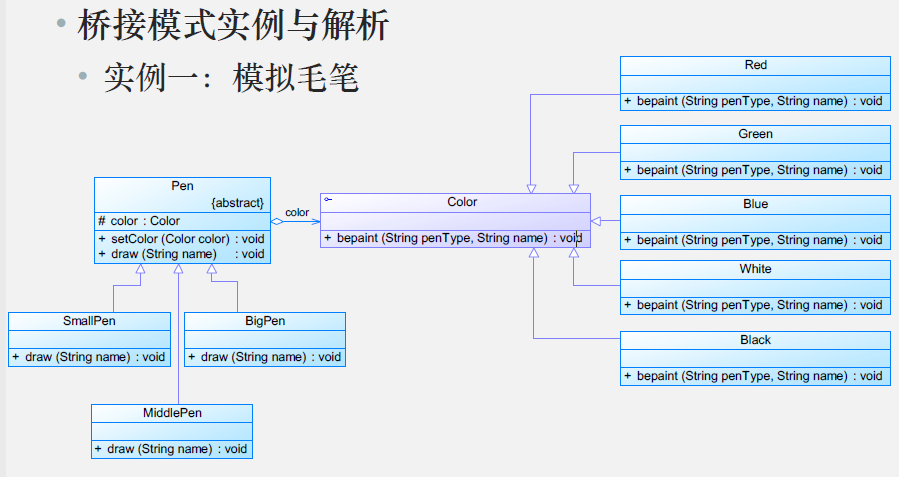 桥接模式实例与解析
实例一：模拟毛笔
Pen
{abstract}
# color : Color
+ setColor (Color color) : void
+ draw (String name) : void
color
Color
+ bepaint (String penType, String name) : void
SmallPen
+ draw (String name) : void
BigPen
+ draw (String name) : void
MiddlePen
+ draw (String name) : void
Red
+ bepaint (String penType, String name) : void
Green
+ bepaint (String penType, String name) : void
Blue
+ bepaint (String penType, String name) : void
White
+ bepaint (String penType, String name) : void
Black
+ bepaint (String penType, String name) : void